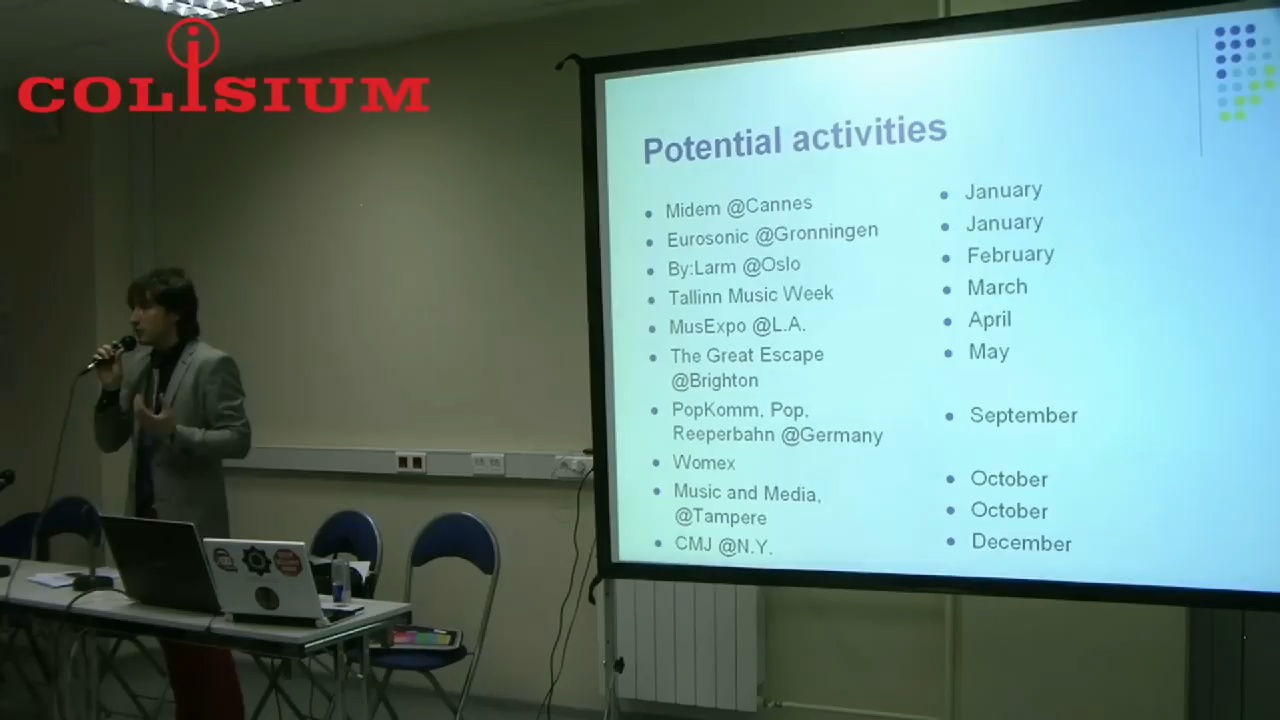 COLISIUM
Potential activities
Midem @Cannes
Eurosonic @Gronningen
By:Larm @Oslo
Tallinn Music Week
MusExpo @L.A.
The Great Escape
@Brighton
PopKomm, Pop,
Reeperbahn @Germany
Womex
Music and Media,
@Tampere
CMJ @N.Y.
January
January
February
March
April
May
September
October
October
December